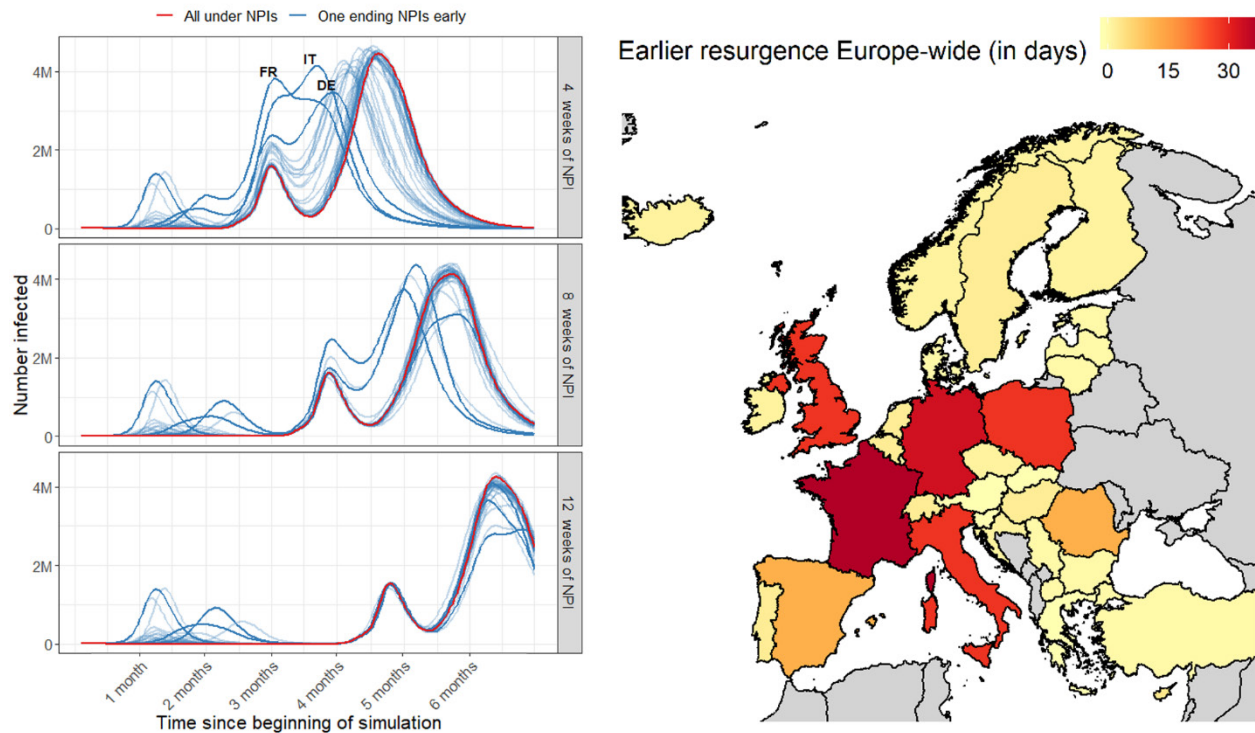 All under NPIs One ending NPIs early
Number infected
4M
2M
0
FR
IT
DE
4 weeks of NPI
4M
2M
0
8 weeks of NPI
4M
2M
0
12 weeks of NPI
1 month
2 months
3 months
4 months
5 months
6 months
Time since beginning of simulation
Earlier resurgence Europe-wide (in days)
0 15 30